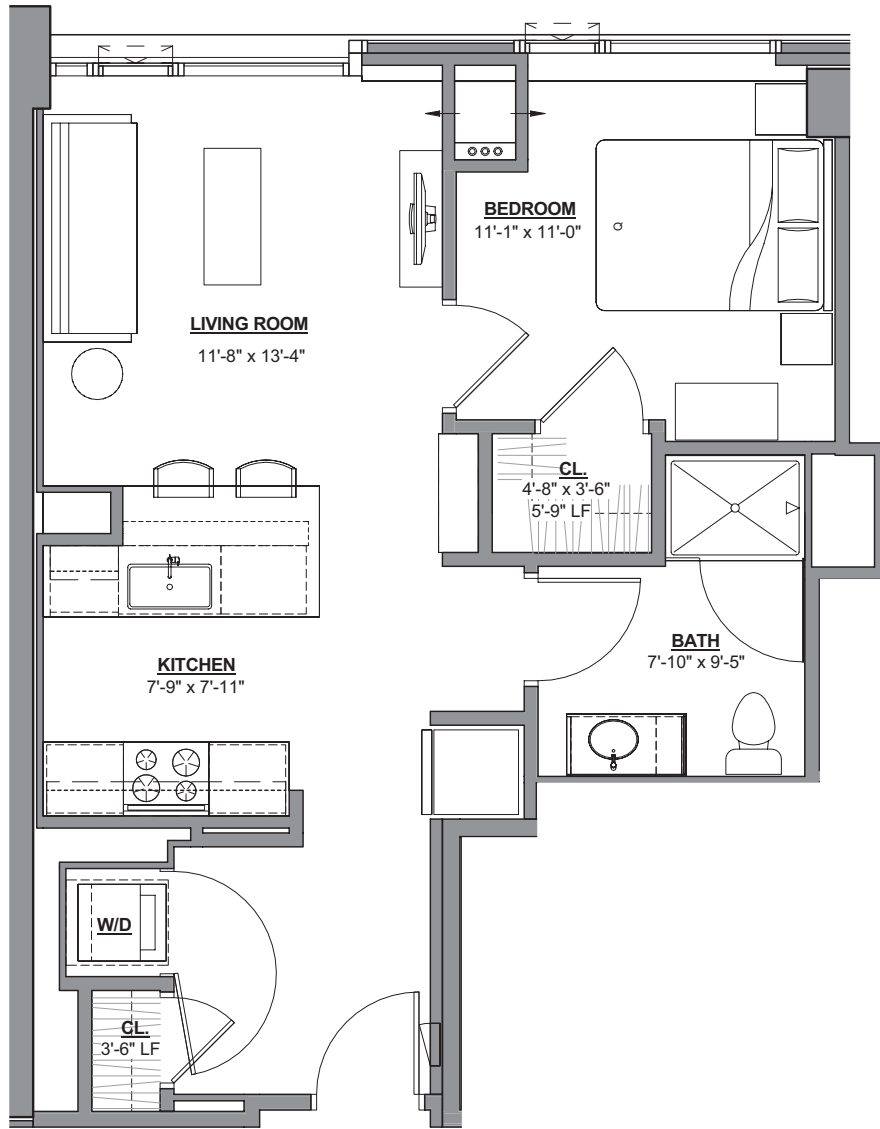 BEDROOM
11'-1" x 11'-0"
LIVING ROOM
11'-8" x 13'-4"
CL.
4'-8" x 3'-6"
5'-9" LF
BATH
7'-10" x 9'-5"
KITCHEN
7'-9" x 7'-11"
W/D
CL.
3'-6" LF